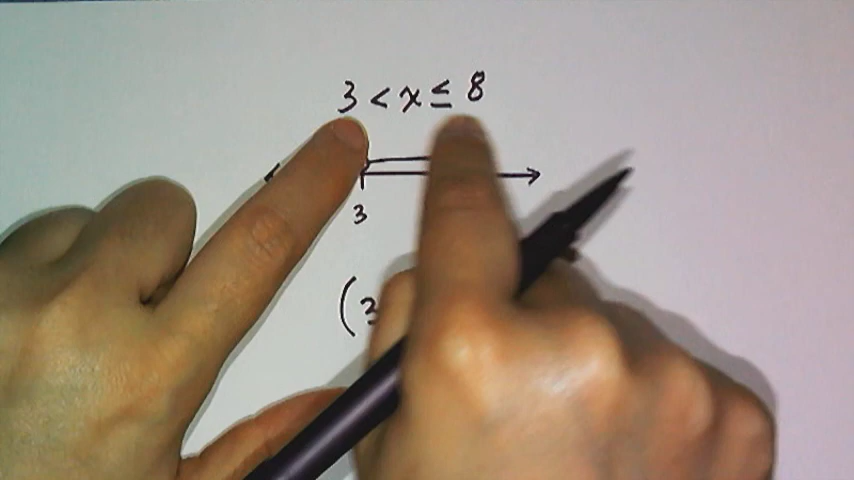 3 < x ≤ 8
3
(3